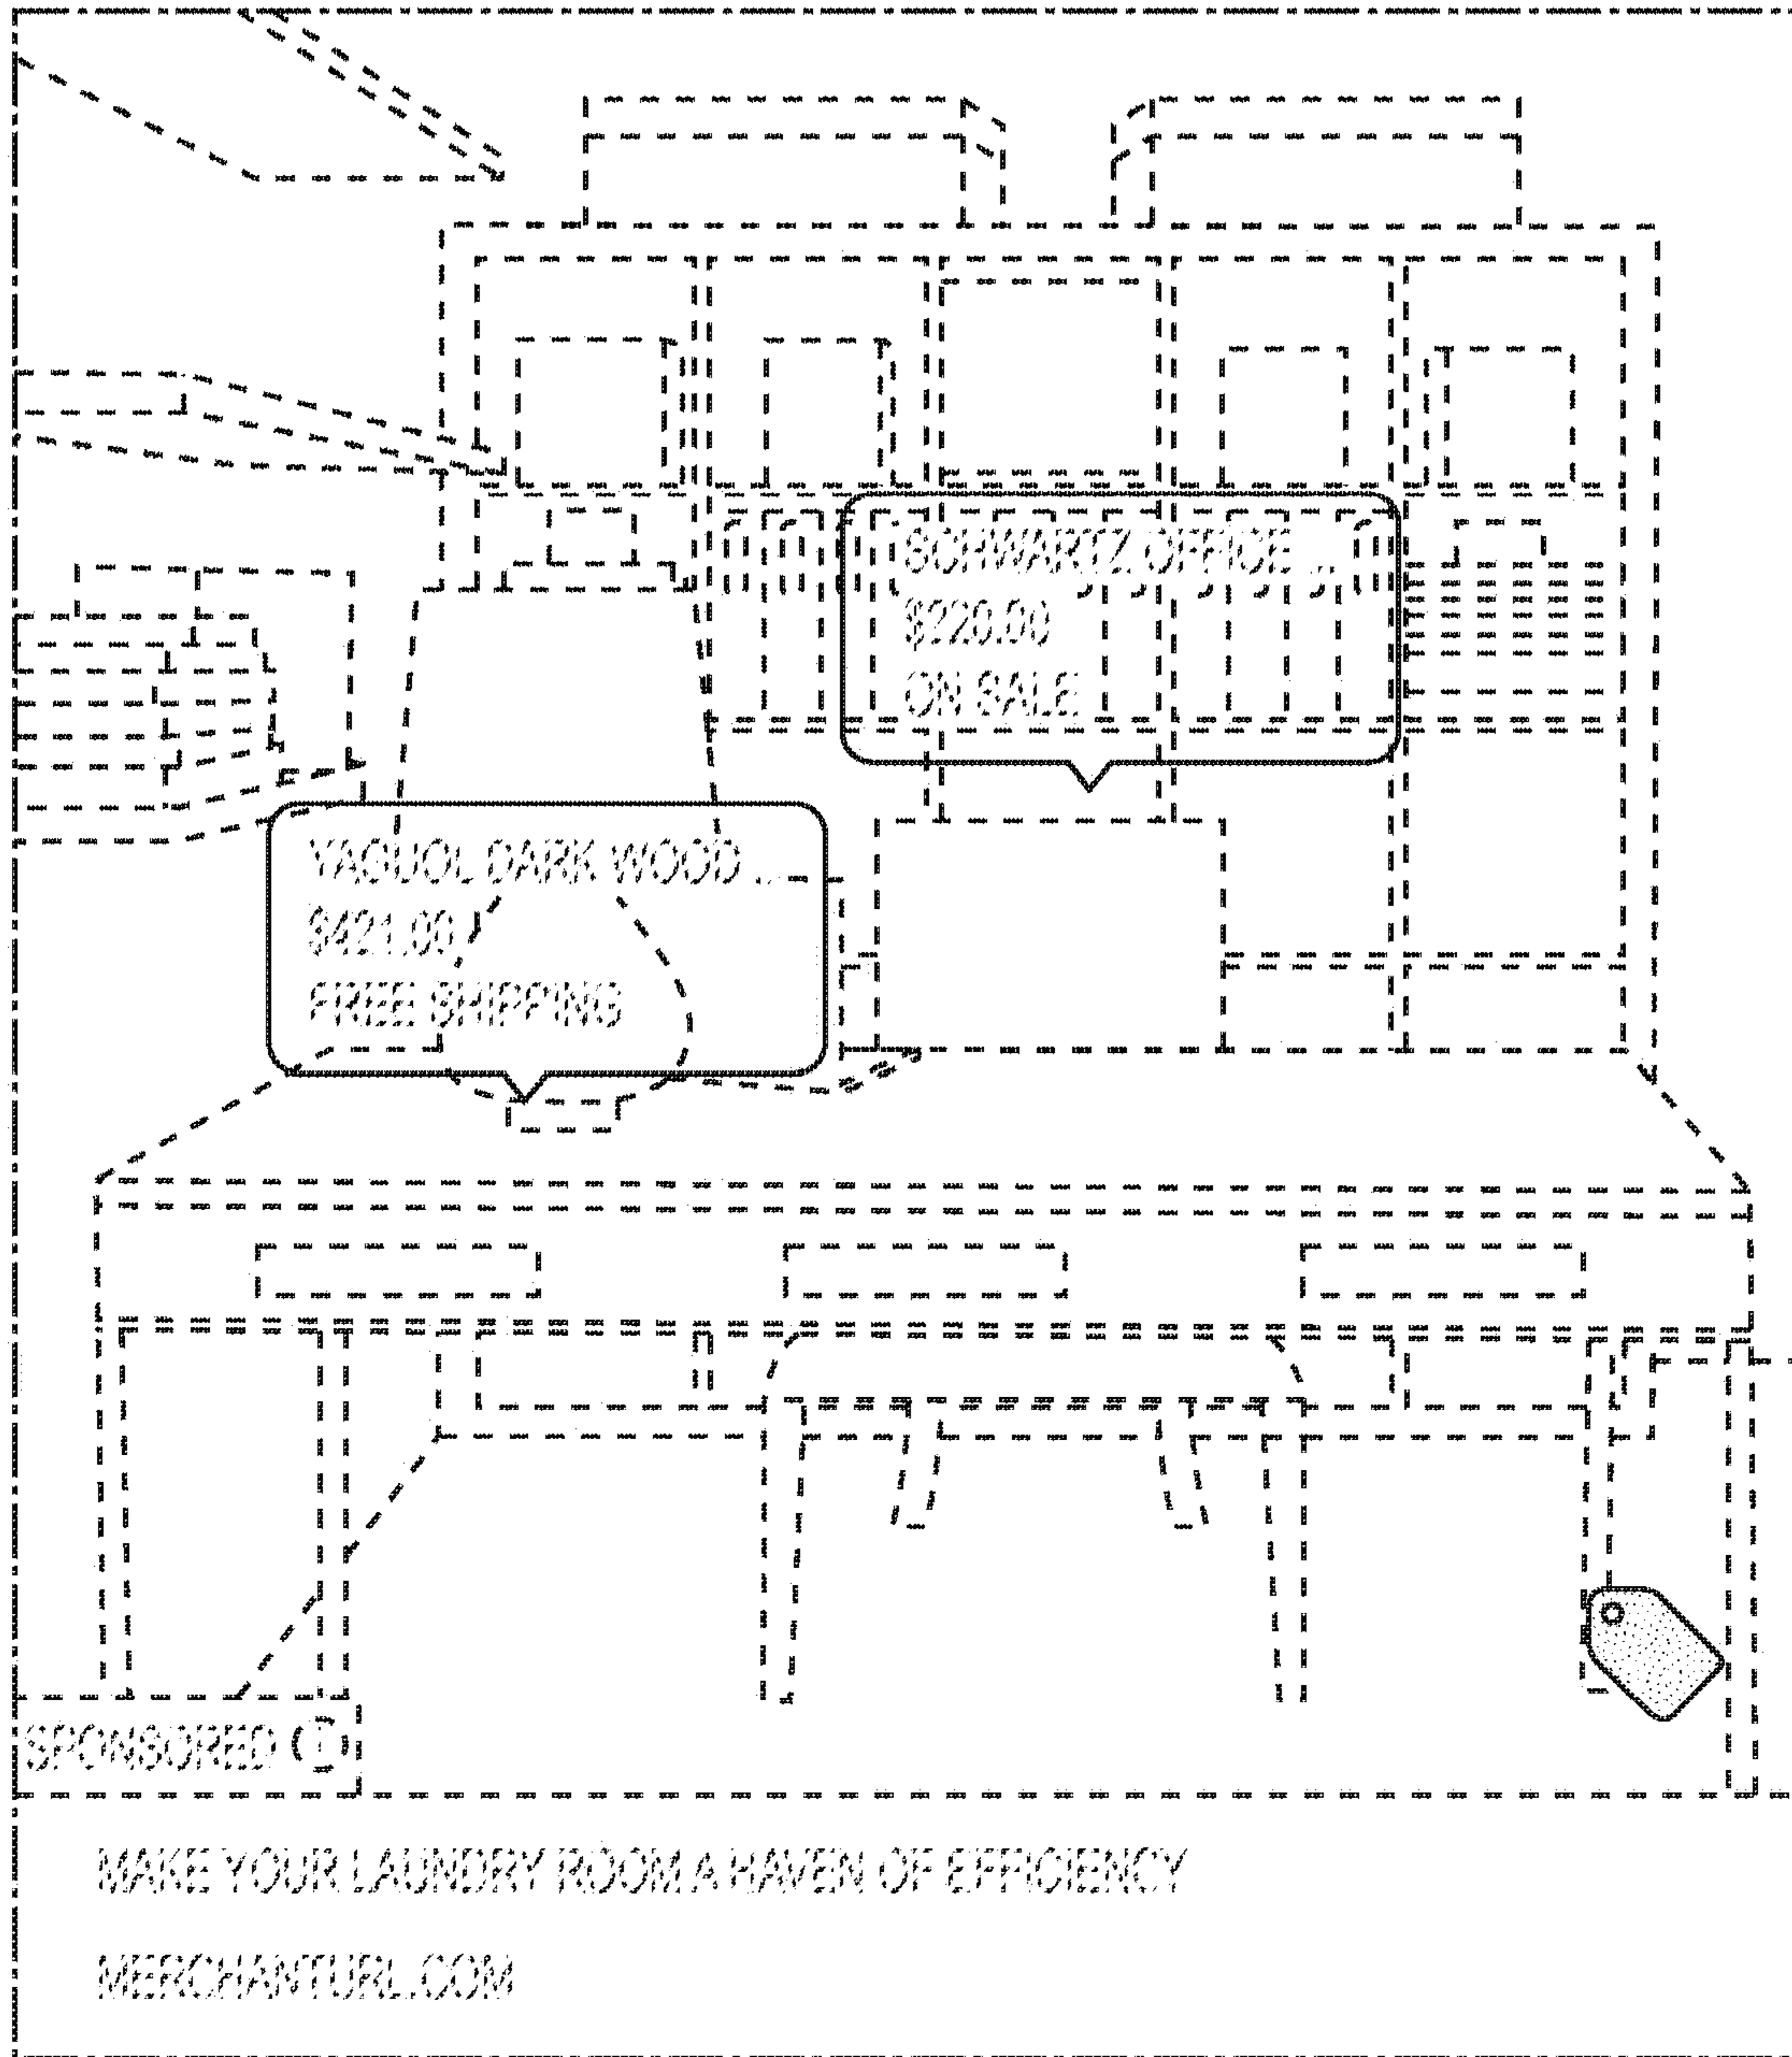 SCHWARTZ OFFICE ...
$220.00
ON SALE
YAGUOL DARK WOOD ...
$421.00
FREE SHIPPING
SPONSORED ⓘ
MAKE YOUR LAUNDRY ROOM A HAVEN OF EFFICIENCY
MERCHANTURL.COM